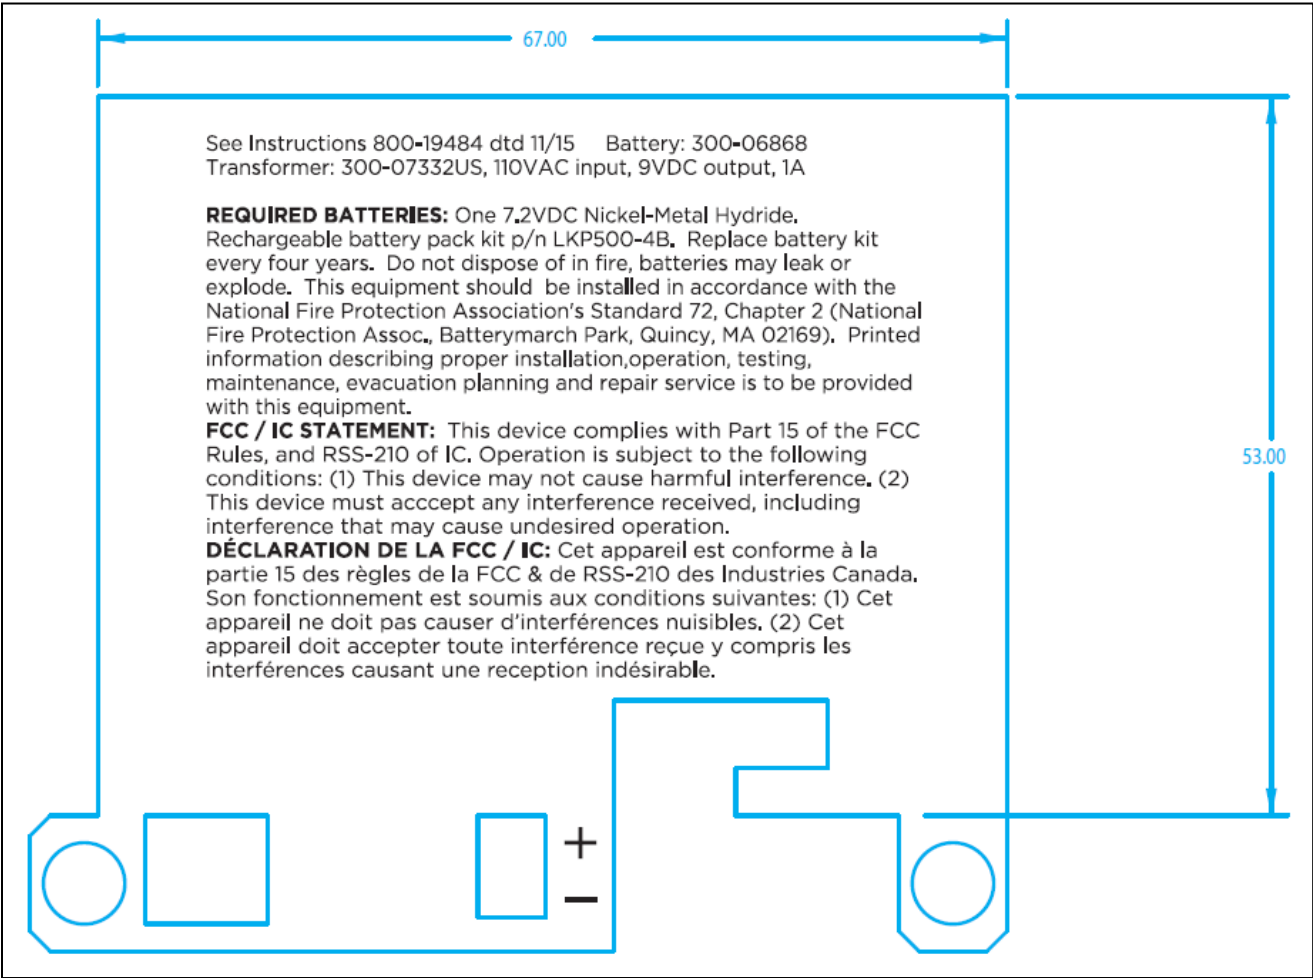 67.00
See Instructions 800-19484 dtd 11/15 Battery: 300-06868
Transformer: 300-07332US, 110VAC input, 9VDC output, 1A
REQUIRED BATTERIES: One 7.2VDC Nickel-Metal Hydride.
Rechargeable battery pack kit p/n LKP500-4B. Replace battery kit
every four years. Do not dispose of in fire, batteries may leak or
explode. This equipment should be installed in accordance with the
National Fire Protection Association's Standard 72, Chapter 2 (National
Fire Protection Assoc., Batterymarch Park, Quincy, MA 02169). Printed
information describing proper installation,operation, testing,
maintenance, evacuation planning and repair service is to be provided
with this equipment.
FCC / IC STATEMENT: This device complies with Part 15 of the FCC
Rules, and RSS-210 of IC. Operation is subject to the following
conditions: (1) This device may not cause harmful interference. (2)
This device must acccept any interference received, including
interference that may cause undesired operation.
DÉCLARATION DE LA FCC / IC: Cet appareil est conforme à la
partie 15 des règles de la FCC & de RSS-210 des Industries Canada.
Son fonctionnement est soumis aux conditions suivantes: (1) Cet
appareil ne doit pas causer d'interférences nuisibles. (2) Cet
appareil doit accepter toute interférence reçue y compris les
interférences causant une reception indésirable.
53.00
+
−